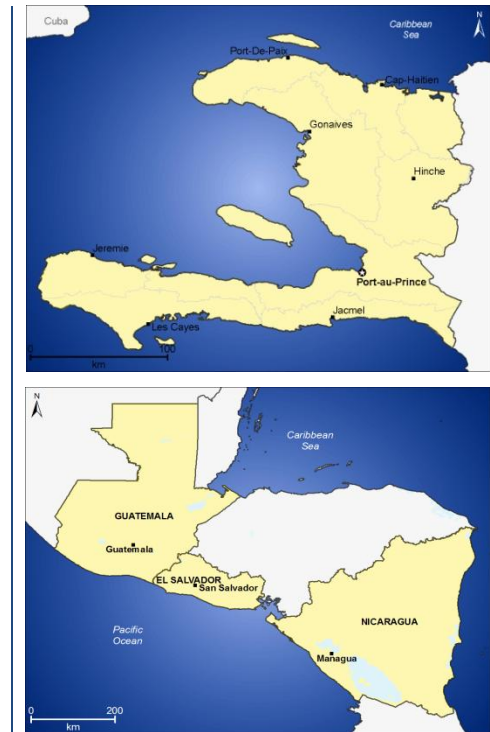 Cuba
Caribbean
Sea
N
Port-De-Paix
Cap-Haitien
Gonaives
Hinche
Jeremie
Port-au-Prince
Jacmel
Les Cayes
0 100
km
N
Caribbean
Sea
GUATEMALA
Guatemala
EL SALVADOR
San Salvador
NICARAGUA
Pacific
Ocean
Managua
0 200
km